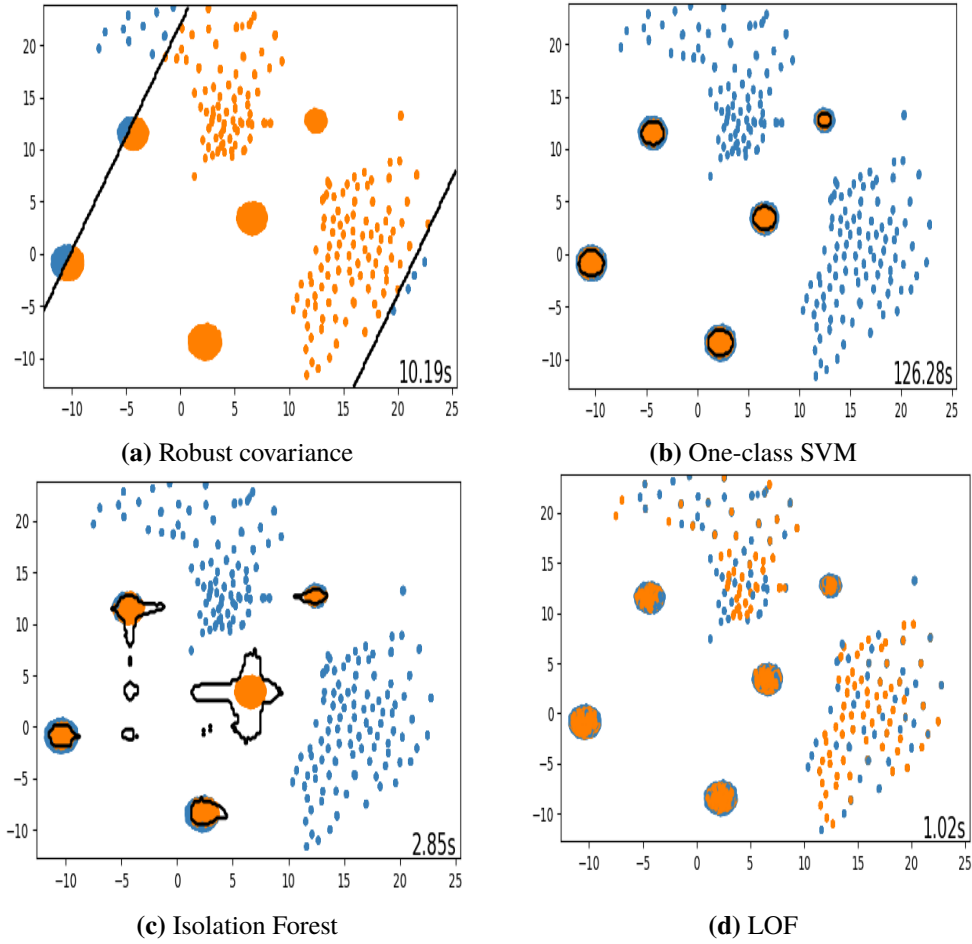 20
15
10
5
0
−5
−10
10.19s
−10 −5 0 5 10 15 20 25
(a) Robust covariance
20
15
10
5
0
−5
−10
126.28s
−10 −5 0 5 10 15 20 25
(b) One-class SVM
20
15
10
5
0
−5
−10
2.85s
−10 −5 0 5 10 15 20 25
(c) Isolation Forest
20
15
10
5
0
−5
−10
1.02s
−10 −5 0 5 10 15 20 25
(d) LOF